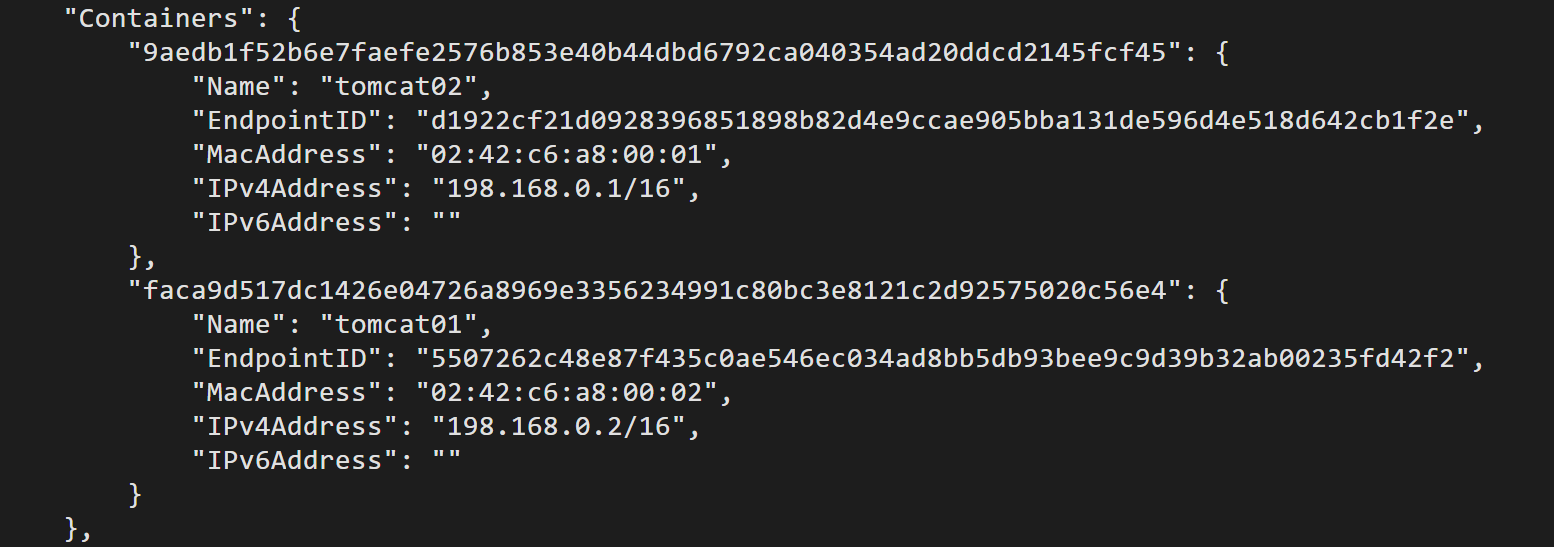 "Containers": {
"9aedb1f52b6e7faefe2576b853e40b44dbd6792ca040354ad20ddcd2145fcf45": {
"Name": "tomcat02",
"EndpointID": "d1922cf21d0928396851898b82d4e9ccae905bba131de596d4e518d642cb1f2e",
"MacAddress": "02:42:c6:a8:00:01",
"IPv4Address": "198.168.0.1/16",
"IPv6Address": ""
},
"faca9d517dc1426e04726a8969e3356234991c80bc3e8121c2d92575020c56e4": {
"Name": "tomcat01",
"EndpointID": "5507262c48e87f435c0ae546ec034ad8bb5db93bee9c9d39b32ab00235fd42f2",
"MacAddress": "02:42:c6:a8:00:02",
"IPv4Address": "198.168.0.2/16",
"IPv6Address": ""
}
},